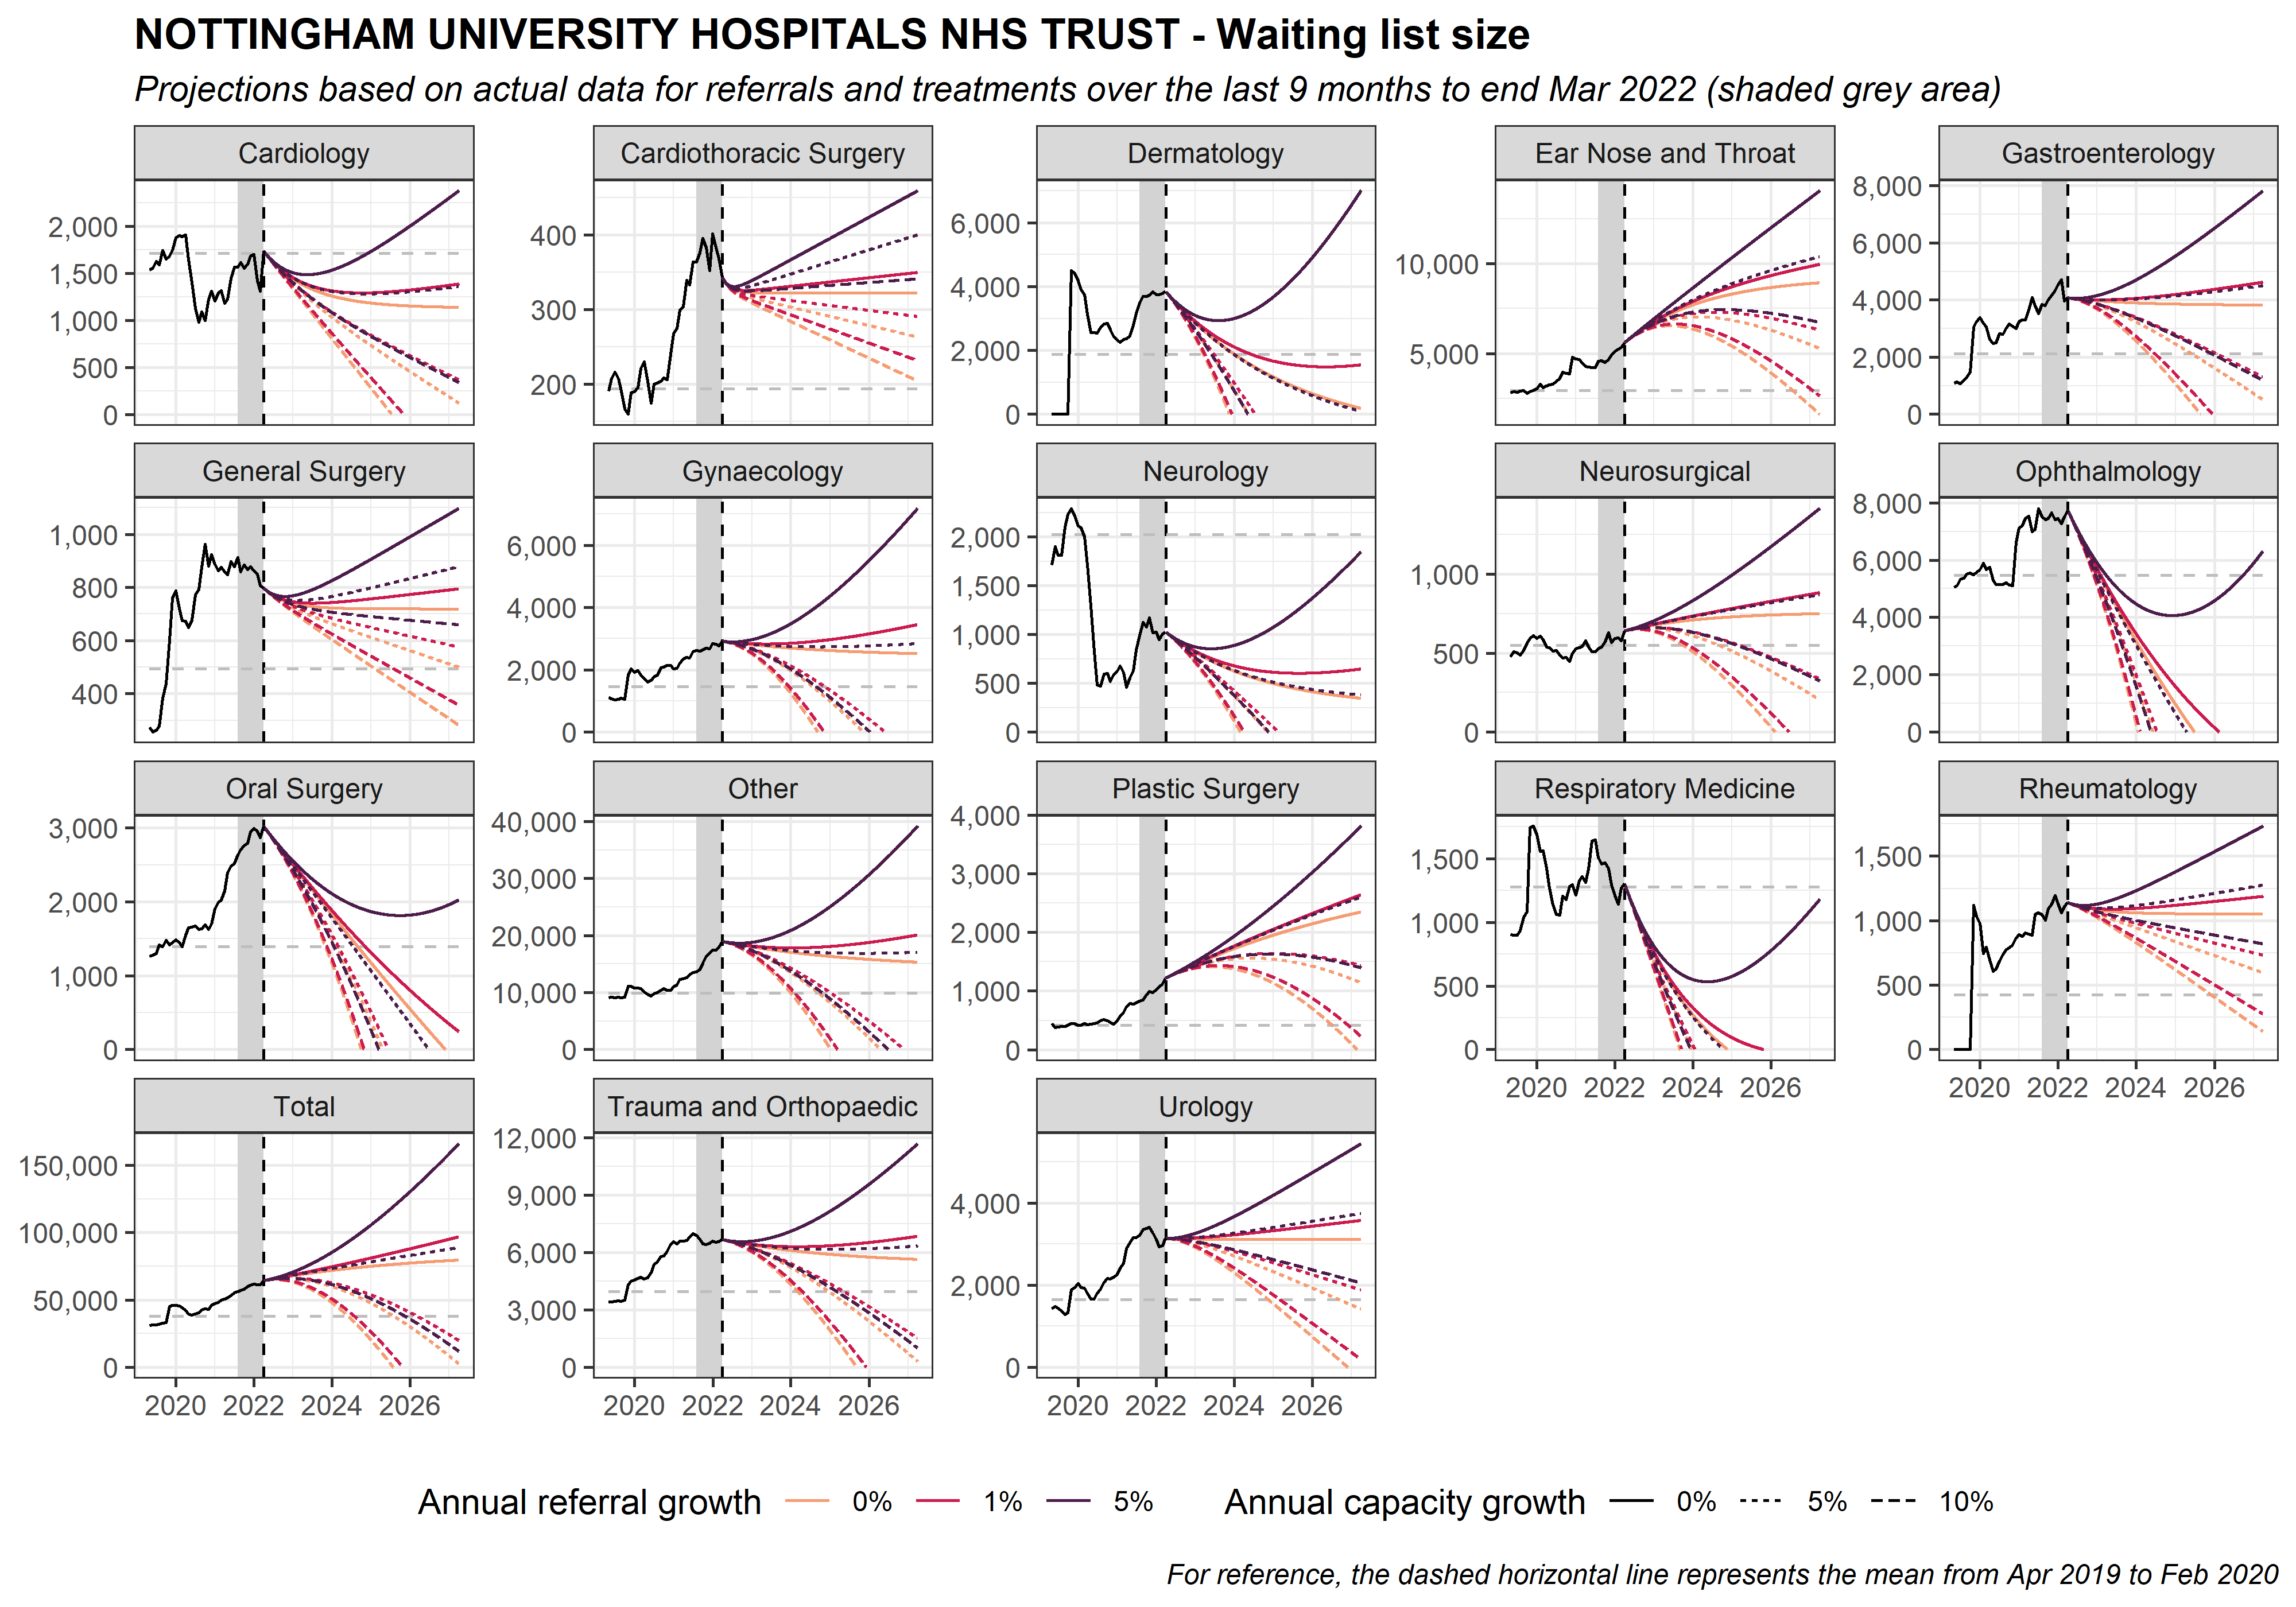 NOTTINGHAM UNIVERSITY HOSPITALS NHS TRUST - Waiting list size
Projections based on actual data for referrals and treatments over the last 9 months to end Mar 2022 (shaded grey area)
Cardiology
2,000
1,500
1,000
500
0
Cardiothoracic Surgery
400
300
200
Dermatology
6,000
4,000
2,000
0
Ear Nose and Throat
10,000
5,000
Gastroenterology
8,000
6,000
4,000
2,000
0
General Surgery
1,000
800
600
400
Gynaecology
6,000
4,000
2,000
0
Neurology
2,000
1,500
1,000
500
0
Neurosurgical
1,000
500
0
Ophthalmology
8,000
6,000
4,000
2,000
0
Oral Surgery
3,000
2,000
1,000
0
Other
40,000
30,000
20,000
10,000
0
Plastic Surgery
4,000
3,000
2,000
1,000
0
Respiratory Medicine
1,500
1,000
500
0
2020 2022 2024 2026
Rheumatology
1,500
1,000
500
0
2020 2022 2024 2026
Total
150,000
100,000
50,000
0
2020 2022 2024 2026
Trauma and Orthopaedic
12,000
9,000
6,000
3,000
0
2020 2022 2024 2026
Urology
4,000
2,000
0
2020 2022 2024 2026
Annual referral growth 0% 1% 5% Annual capacity growth 0% 5% 10%
For reference, the dashed horizontal line represents the mean from Apr 2019 to Feb 2020